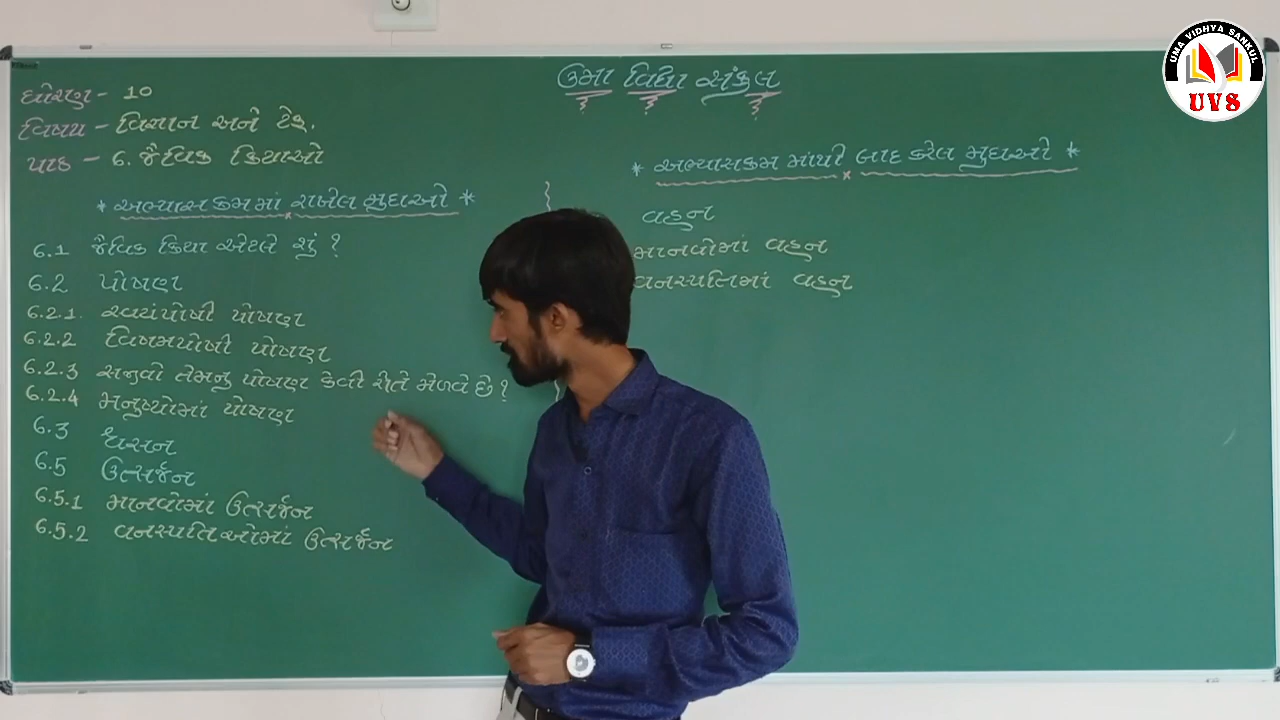 ઉમા વિદ્યા સંકુલ
ધોરણ - 10
વિષય - વિજ્ઞાન અને ટેક.
પાઠ - 6. જૈવિક ક્રિયાઓ
* અભ્યાસક્રમમાં રાખેલ મુદ્દાઓ *
6.1 જૈવિક ક્રિયા એટલે શું ?
6.2 પોષણ
6.2.1 સ્વયંપોષી પોષણ
6.2.2 વિષમપોષી પોષણ
6.2.3 સજીવો તેમનુ પોષણ કેવી રીતે મેળવે છે ?
6.2.4 મનુષ્યોમાં પોષણ
6.3 શ્વસન
6.5 ઉત્સર્જન
6.5.1 માનવોમાં ઉત્સર્જન
6.5.2 વનસ્પતિઓમાં ઉત્સર્જન
* અભ્યાસક્રમ માંથી બાદ કરેલ મુદ્દાઓ *
વહન
માનવોમાં વહન
વનસ્પતિમાં વહન
UMA VIDHYA SANKUL
UVS